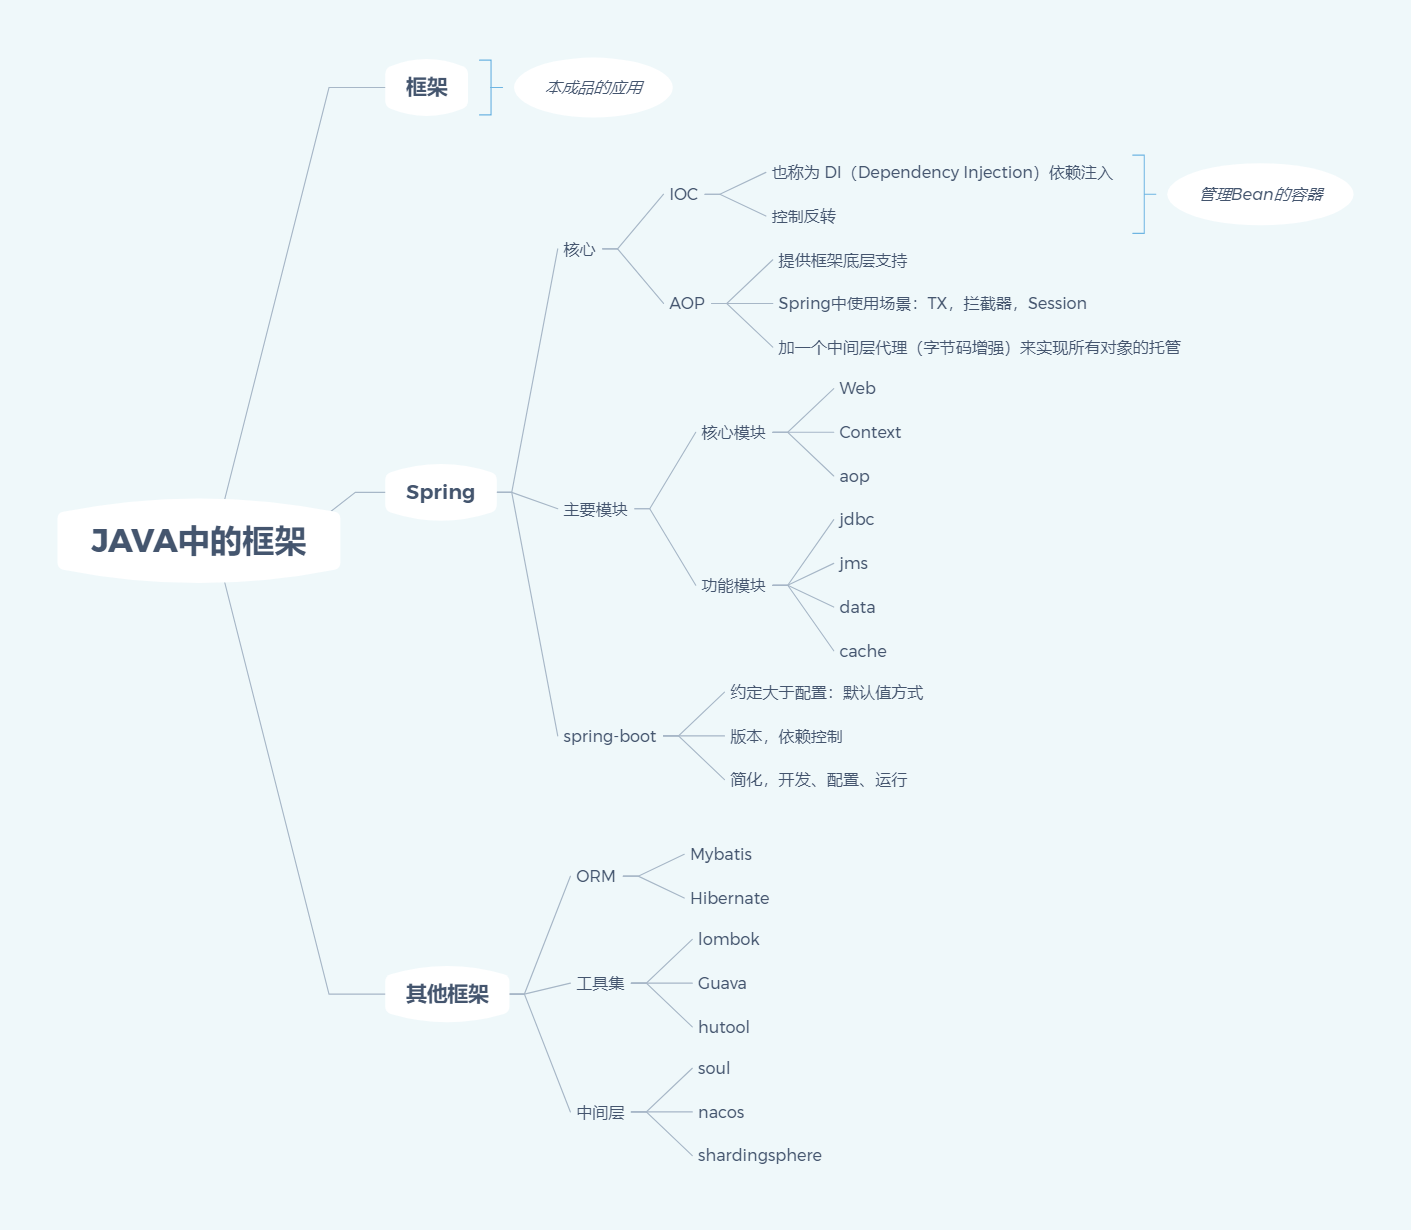 JAVA中的框架
框架
本成品的应用
Spring
核心
IOC
也称为 DI（Dependency Injection）依赖注入
控制反转
管理Bean的容器
AOP
提供框架底层支持
Spring中使用场景：TX，拦截器，Session
加一个中间层代理（字节码增强）来实现所有对象的托管
主要模块
核心模块
Web
Context
aop
功能模块
jdbc
jms
data
cache
spring-boot
约定大于配置：默认值方式
版本，依赖控制
简化，开发、配置、运行
其他框架
ORM
Mybatis
Hibernate
工具集
lombok
Guava
hutool
中间层
soul
nacos
shardingsphere